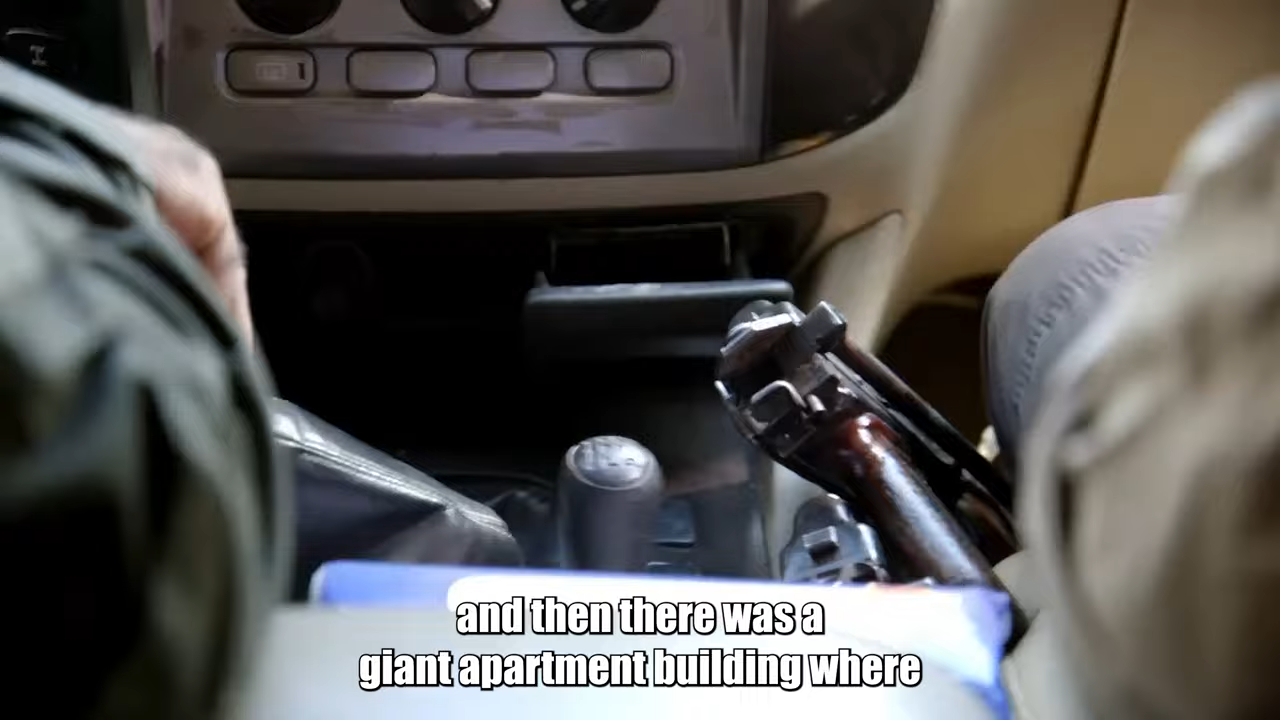 and then there was a
giant apartment building where